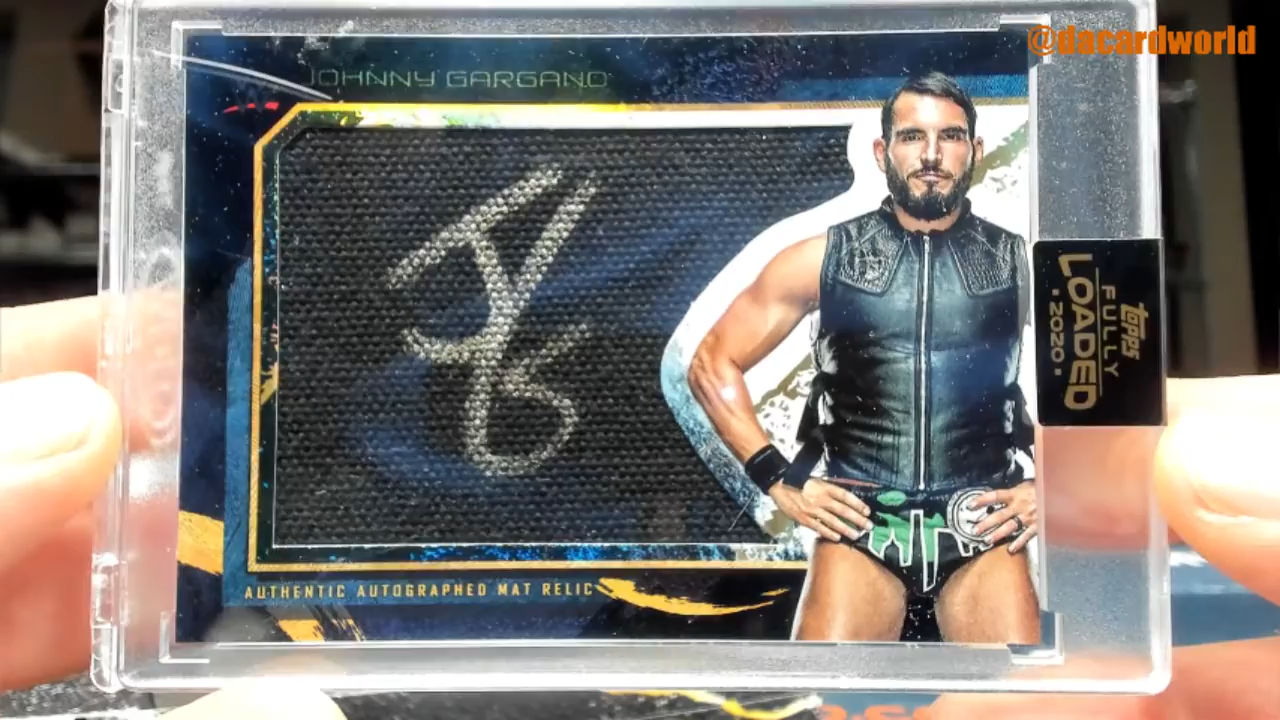 @dacardworld
JOHNNY GARGANO
topps
FULLY
LOADED
·2020·
AUTHENTIC AUTOGRAPHED MAT RELIC